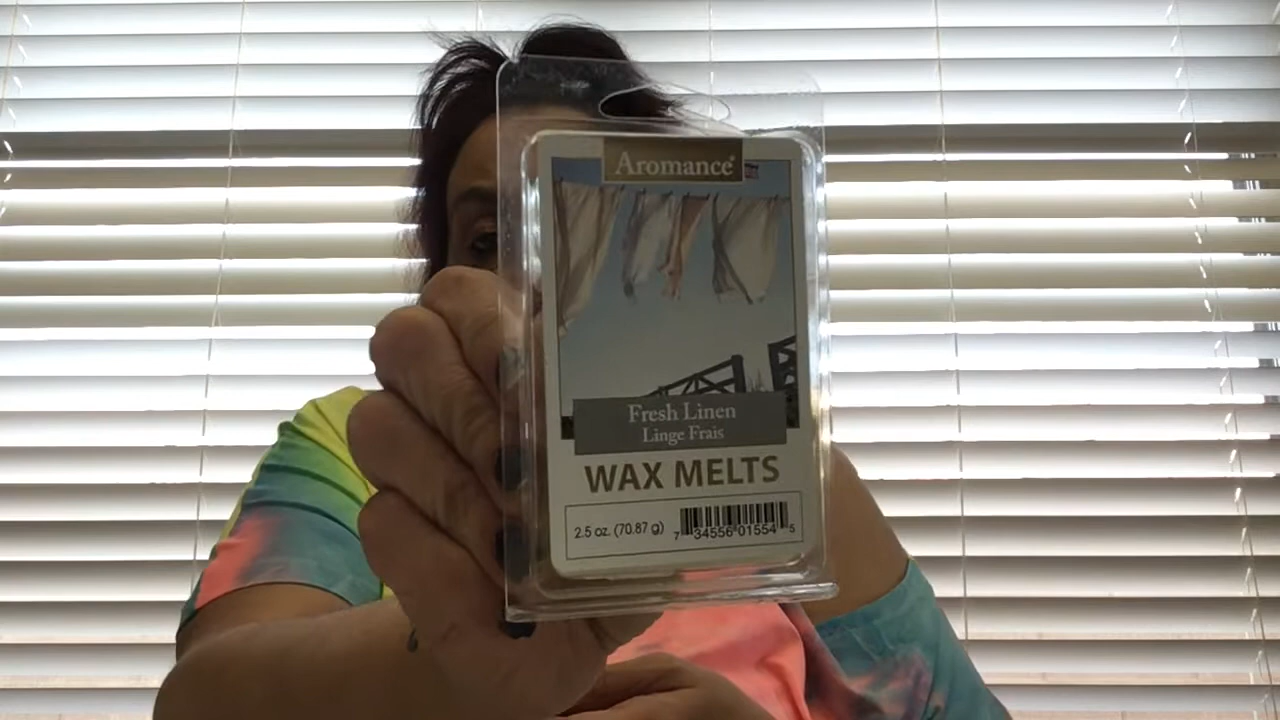 Aromance®
Fresh Linen
Linge Frais
WAX MELTS
2.5 oz. (70.87 g)
7 34556 01554 5